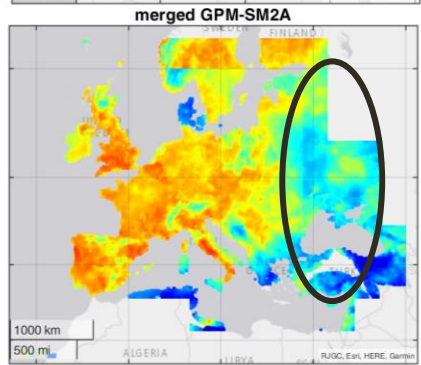 merged GPM-SM2A
SWEDEN
FINLAND
1000 km
500 mi
ALGERIA
LIBYA
RJGC, Esri, HERE, Garmin